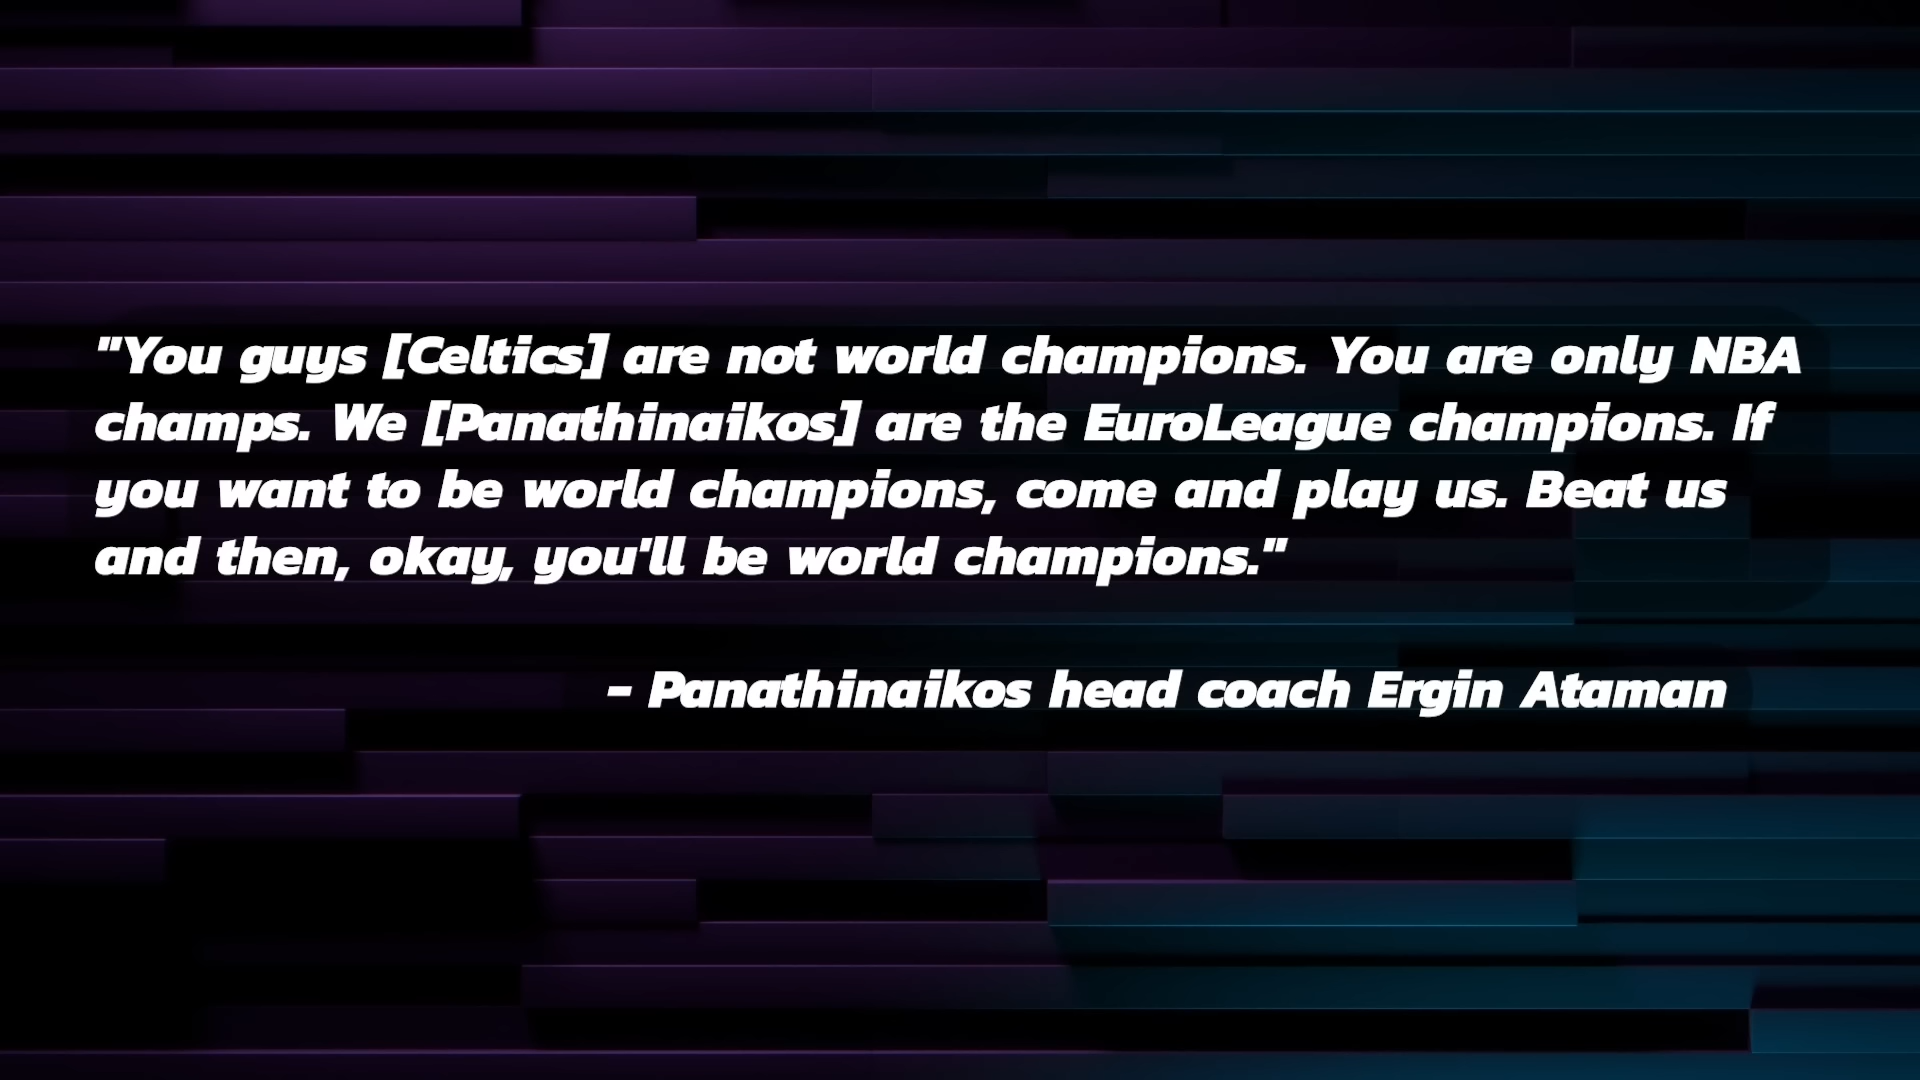 "You guys [Celtics] are not world champions. You are only NBA
champs. We [Panathinaikos] are the EuroLeague champions. If
you want to be world champions, come and play us. Beat us
and then, okay, you'll be world champions."
- Panathinaikos head coach Ergin Ataman